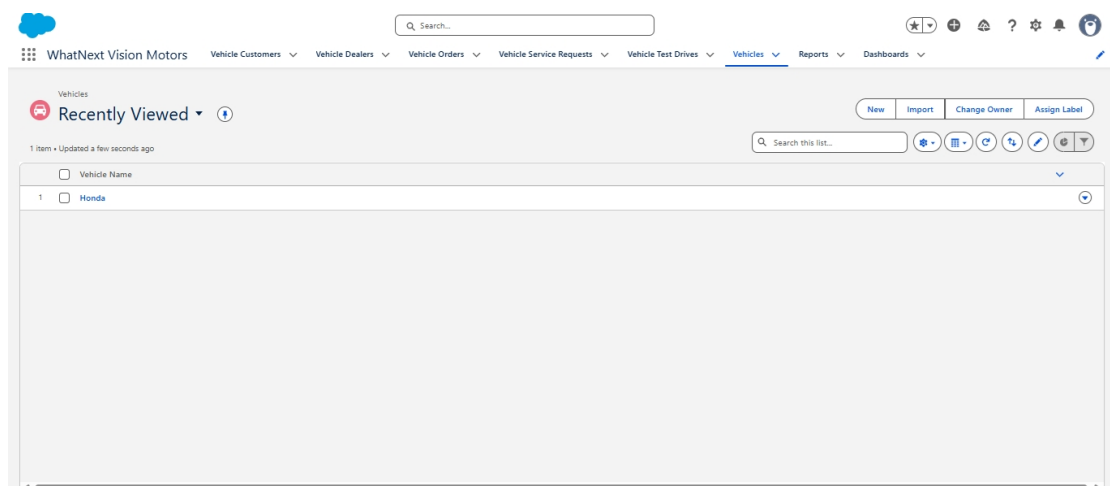 Search...
WhatNext Vision Motors Vehicle Customers Vehicle Dealers Vehicle Orders Vehicle Service Requests Vehicle Test Drives Vehicles Reports Dashboards
Vehicles
Recently Viewed
New Import Change Owner Assign Label
1 item • Updated a few seconds ago
Search this list...
Vehicle Name
1 Honda